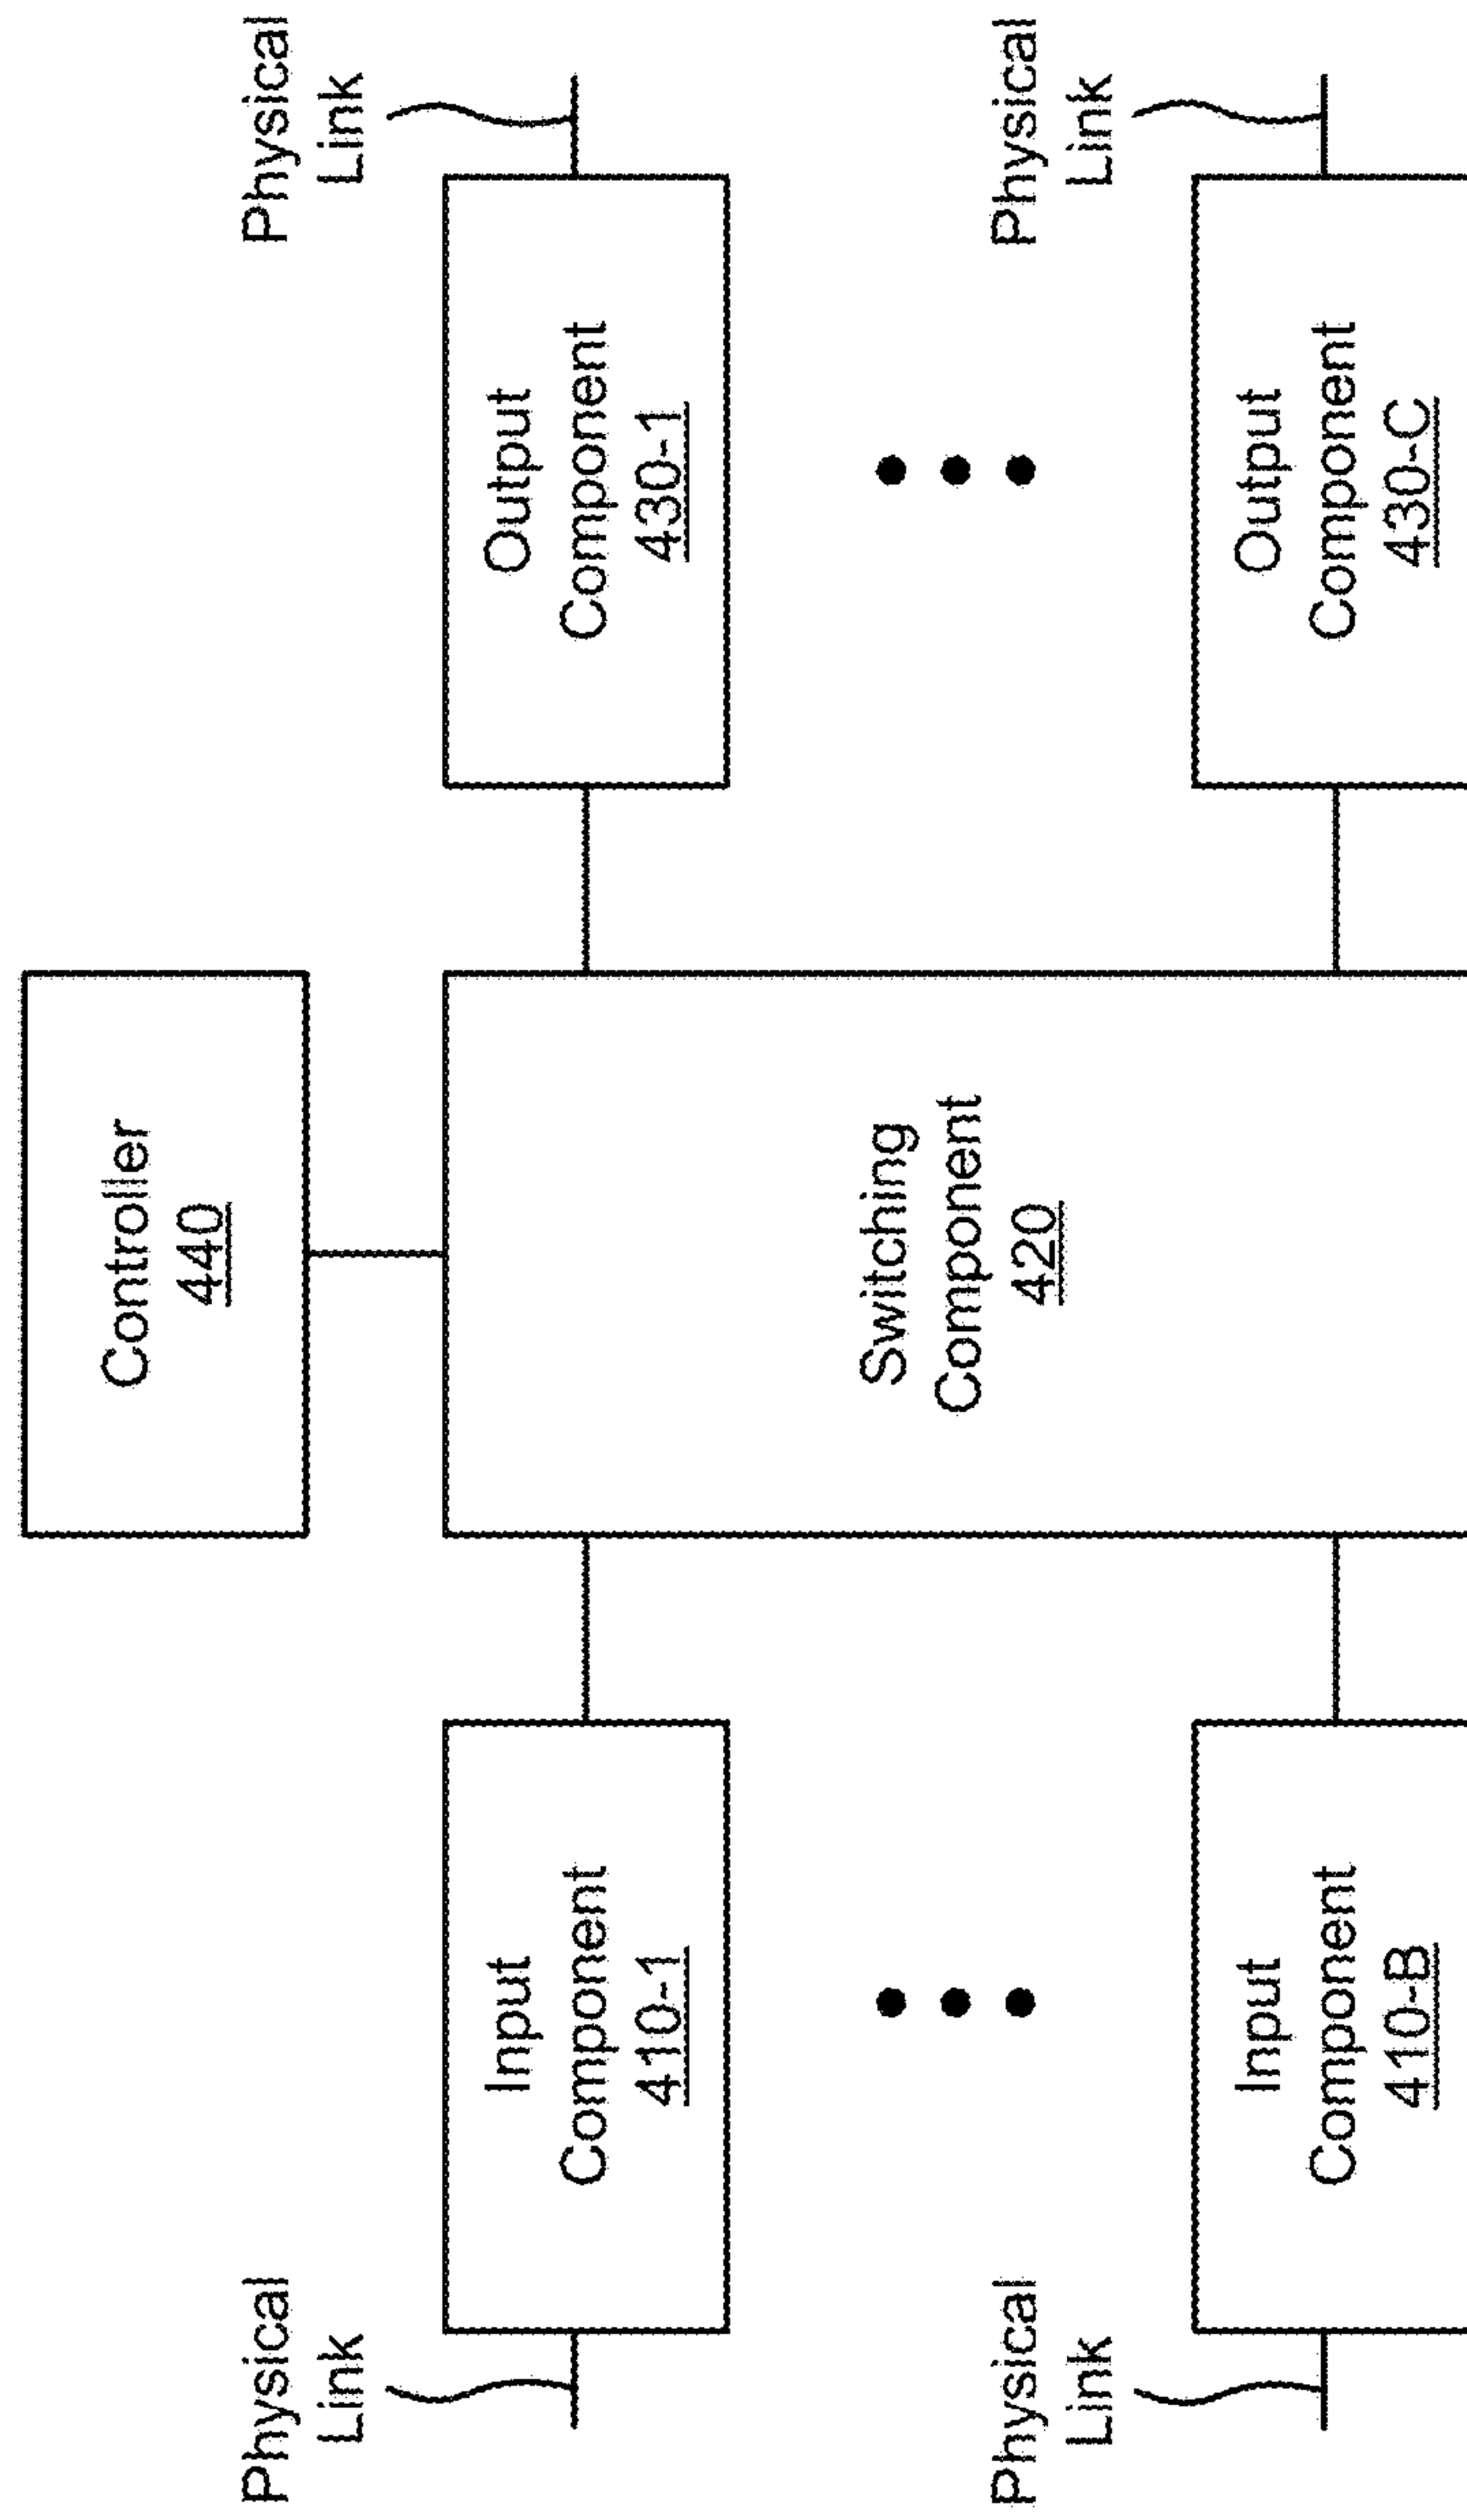 Controller
440
Physical
Link
Physical
Link
Input
Component
410-1
Switching
Component
420
Output
Component
430-1
Physical
Link
Physical
Link
Input
Component
410-B
Output
Component
430-C